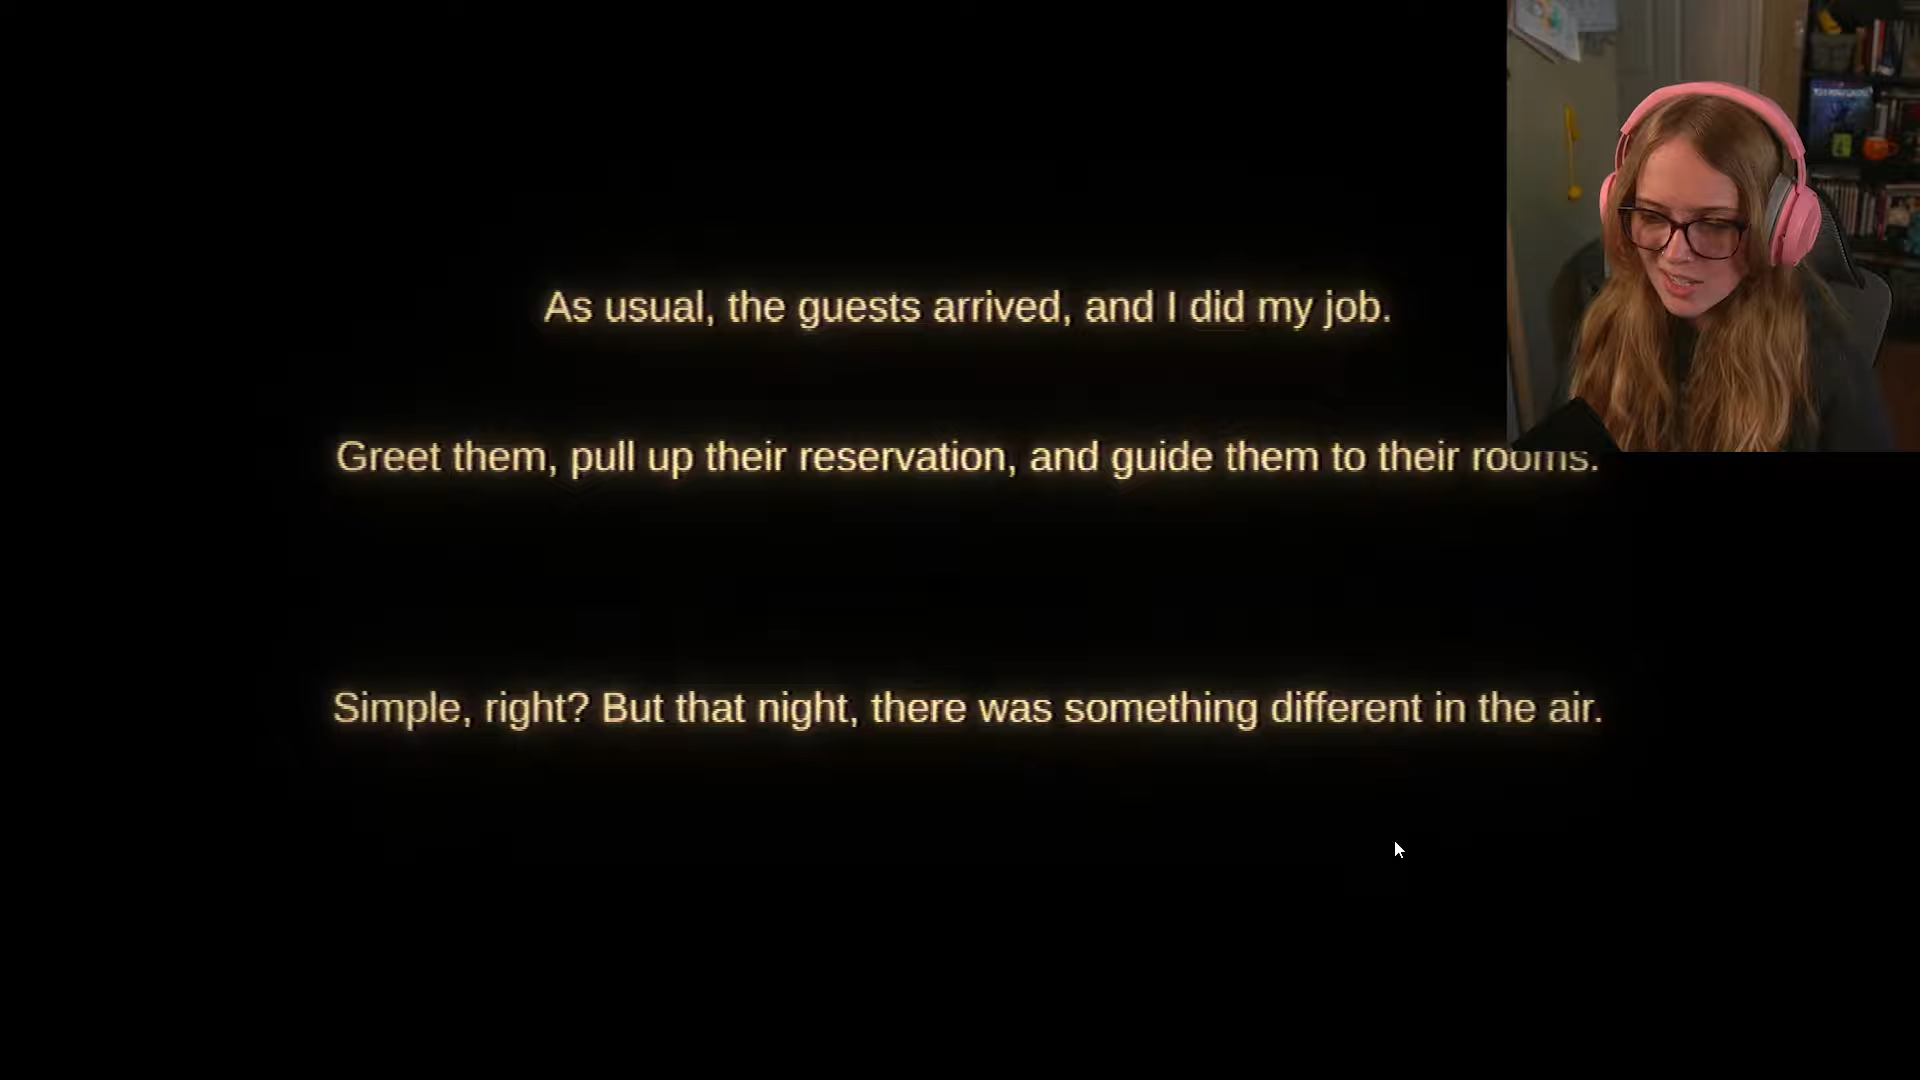 As usual, the guests arrived, and I did my job.
Greet them, pull up their reservation, and guide them to their rooms.
Simple, right? But that night, there was something different in the air.